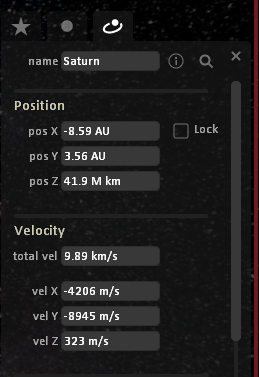 name Saturn
Position
pos X -8.59 AU Lock
pos Y 3.56 AU
pos Z 41.9 M km
Velocity
total vel 9.89 km/s
vel X -4206 m/s
vel Y -8945 m/s
vel Z 323 m/s